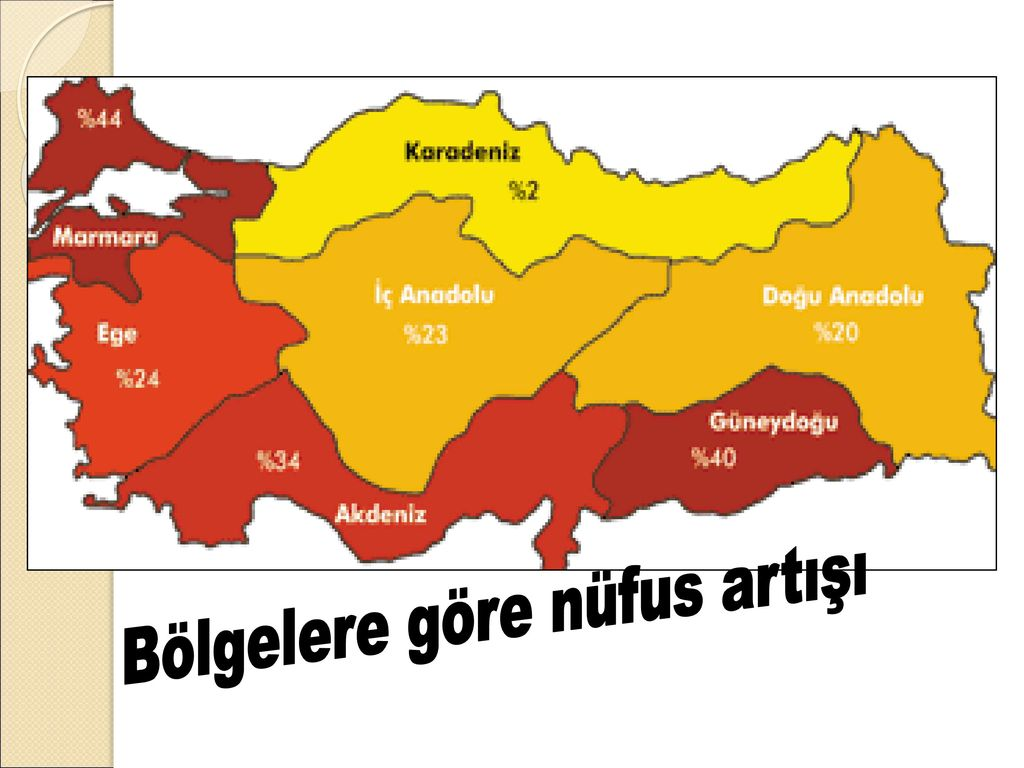 %44
Karadeniz
%2
Marmara
İç Anadolu
%23
Doğu Anadolu
%20
Ege
%24
Güneydoğu
%40
%34
Akdeniz
Bölgelere göre nüfus artışı